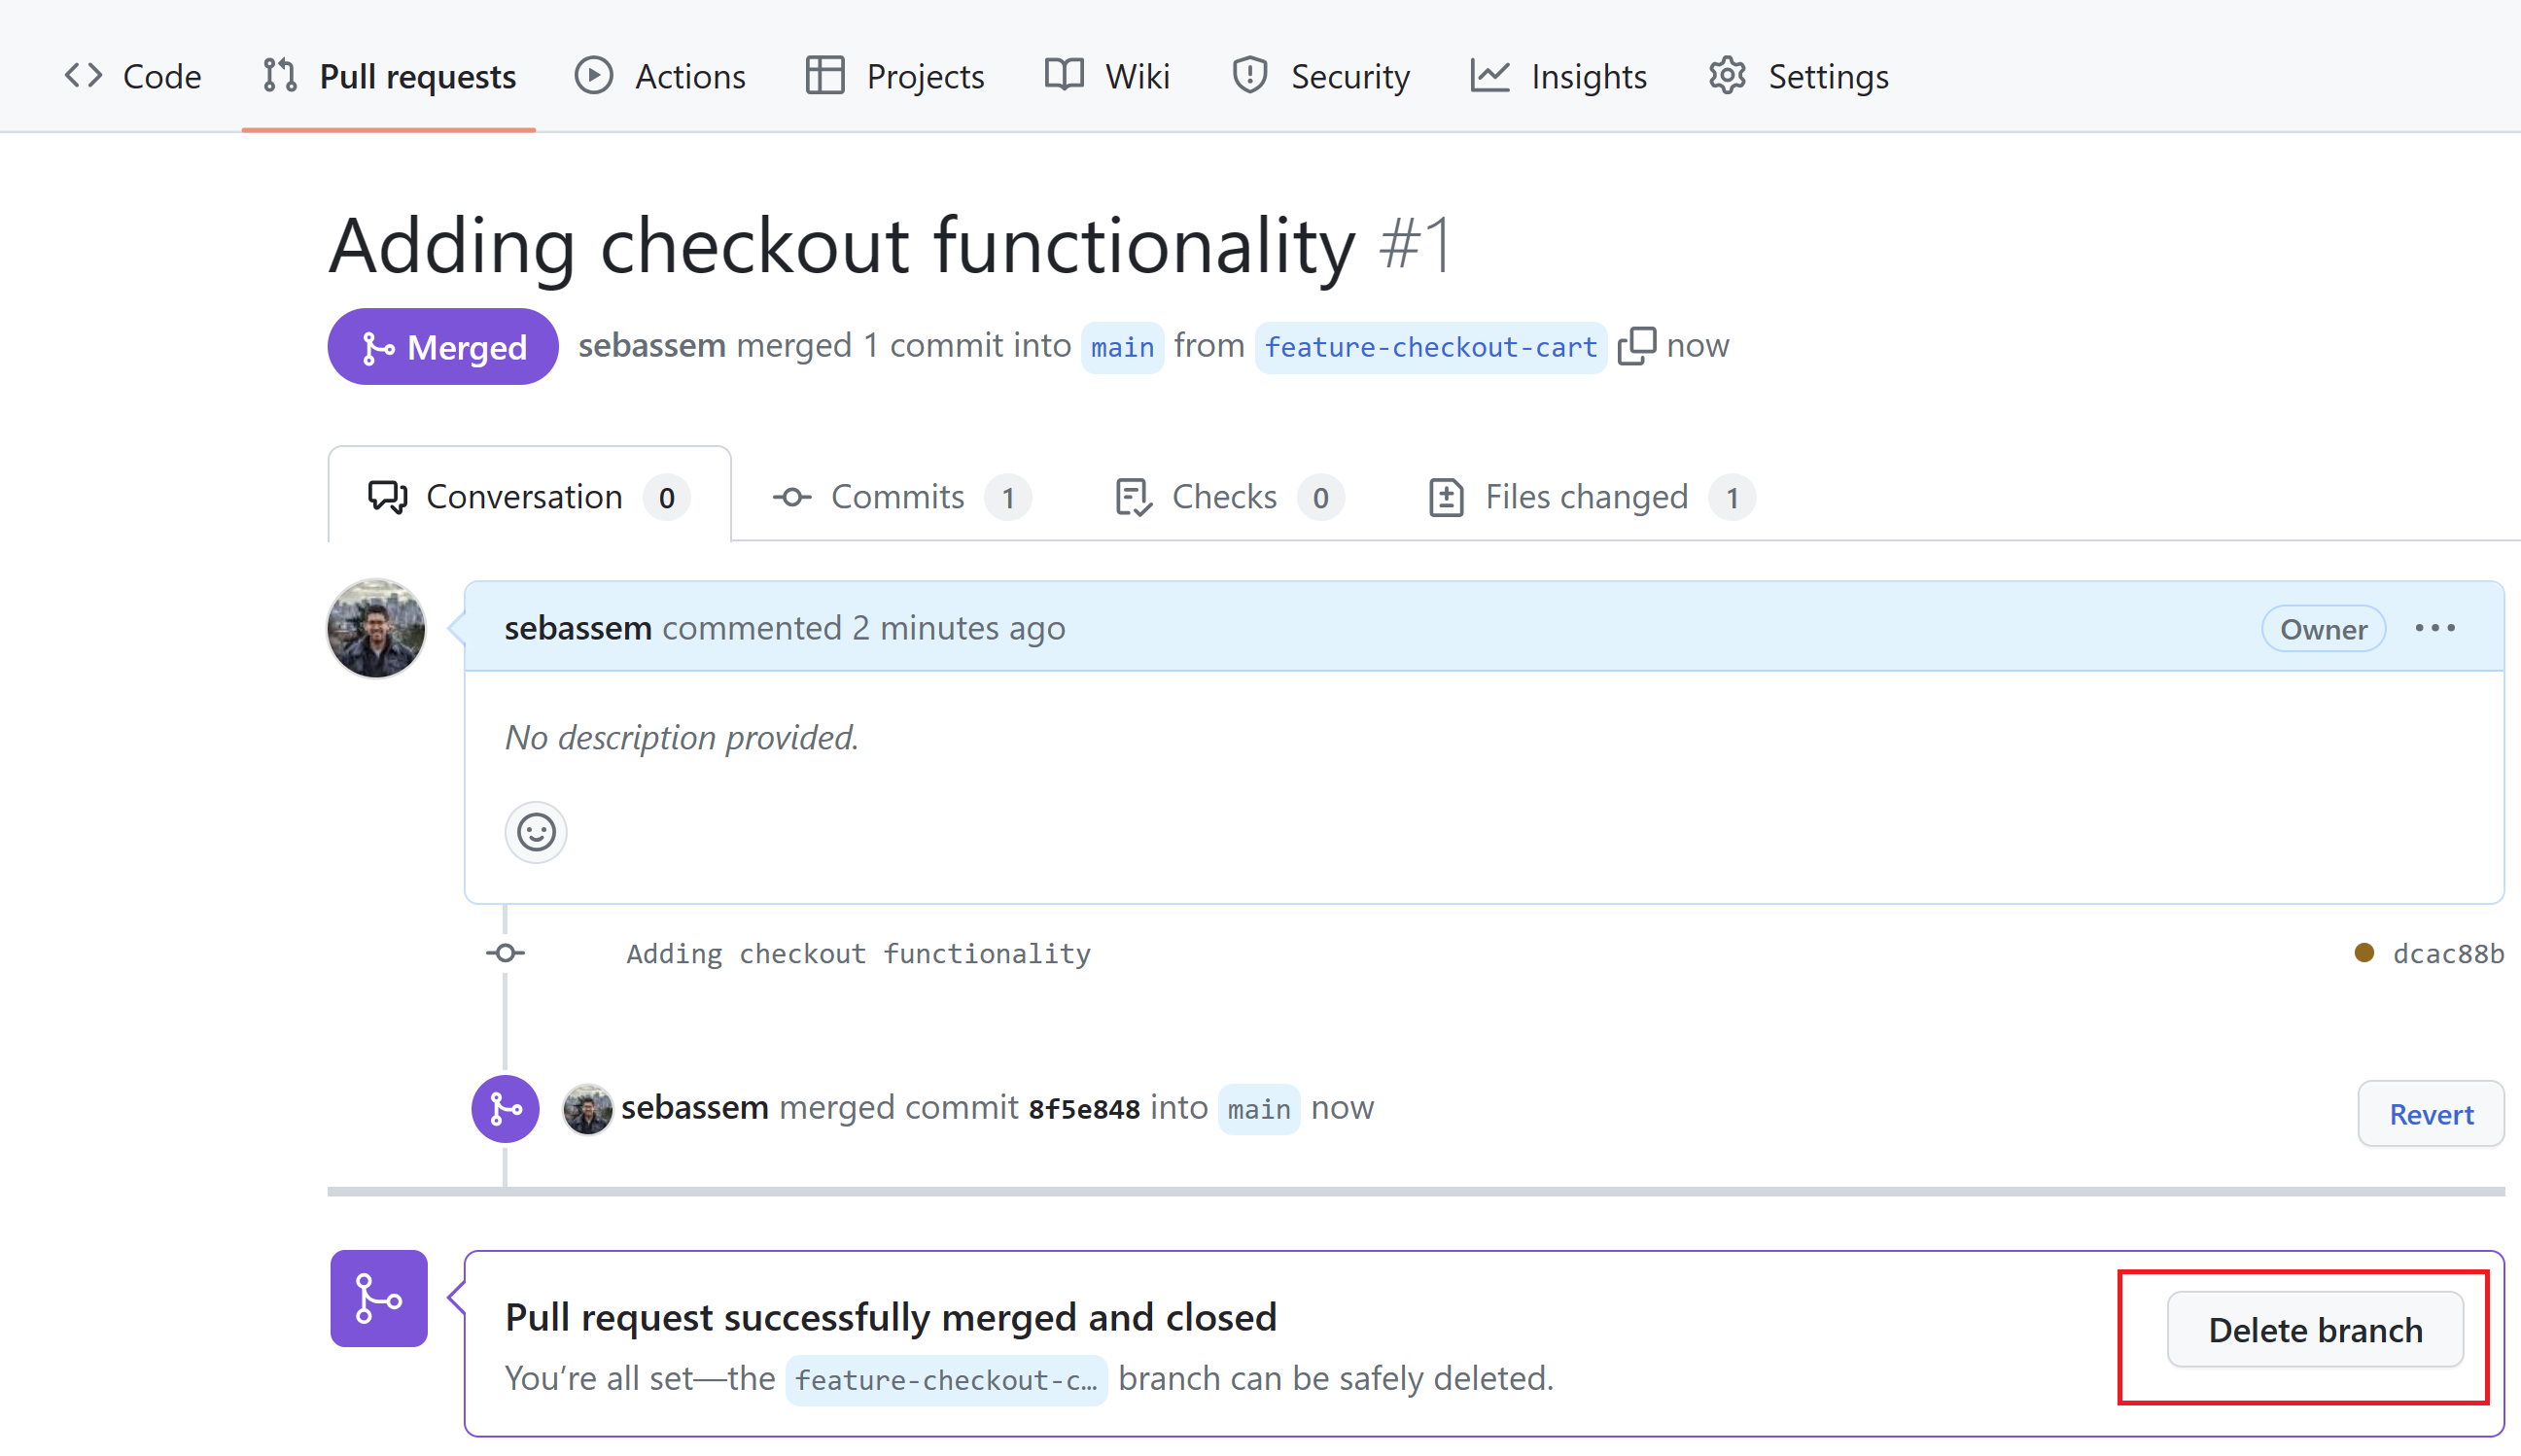 Code Pull requests Actions Projects Wiki Security Insights Settings
Adding checkout functionality #1
Merged sebassem merged 1 commit into main from feature-checkout-cart now
Conversation 0 Commits 1 Checks 0 Files changed 1
sebassem commented 2 minutes ago Owner ...
No description provided.
Adding checkout functionality dcac88b
sebassem merged commit 8f5e848 into main now Revert
Pull request successfully merged and closed
Delete branch
You’re all set—the feature-checkout-c… branch can be safely deleted.